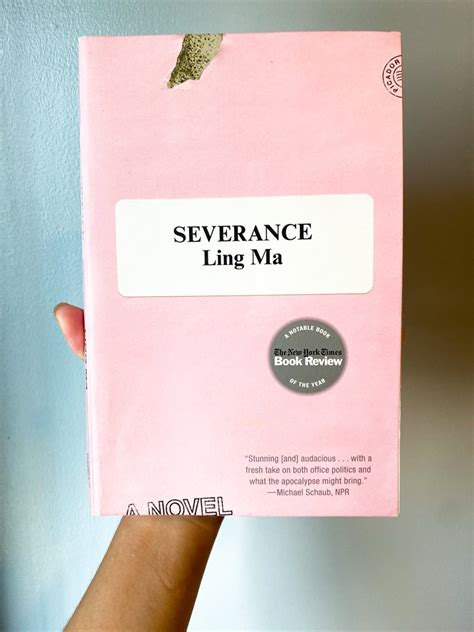 PICADOR
SEVERANCE
Ling Ma
A NOTABLE BOOK
The New York Times
Book Review
OF THE YEAR
“Stunning [and] audacious . . . with a
fresh take on both office politics and
what the apocalypse might bring.”
—Michael Schaub, NPR
A NOVEL